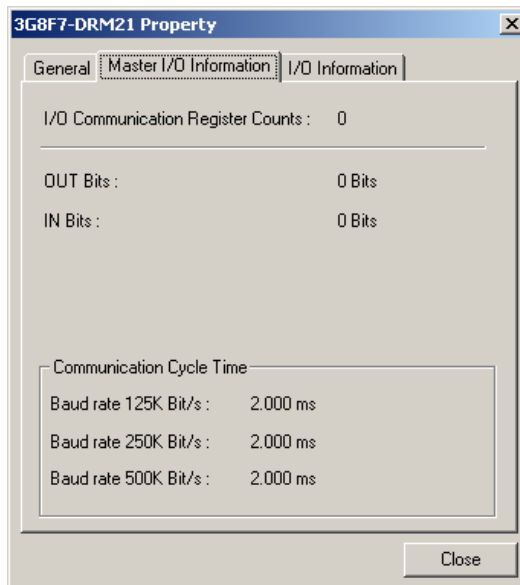 3G8F7-DRM21 Property
General Master I/O Information I/O Information
I/O Communication Register Counts : 0
OUT Bits : 0 Bits
IN Bits : 0 Bits
Communication Cycle Time
Baud rate 125K Bit/s : 2.000 ms
Baud rate 250K Bit/s : 2.000 ms
Baud rate 500K Bit/s : 2.000 ms
Close